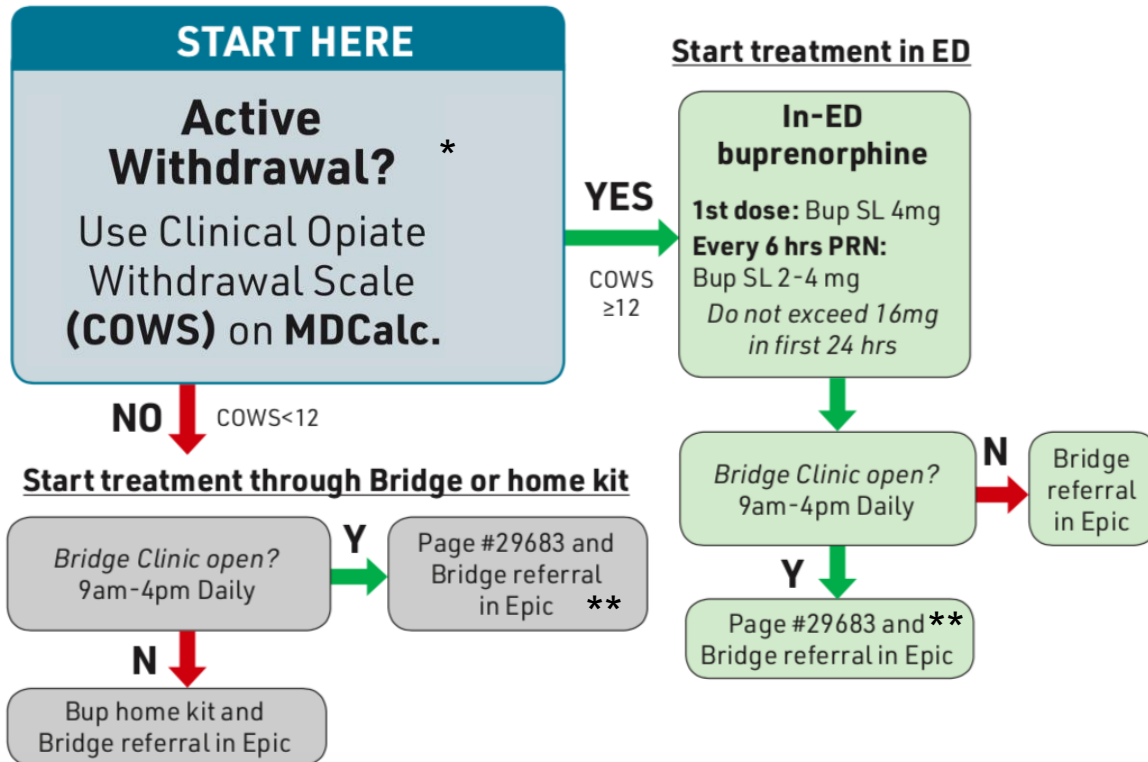 START HERE
Active
Withdrawal? *
Use Clinical Opiate
Withdrawal Scale
(COWS) on MDCalc.
YES
COWS
≥12
Start treatment in ED
In-ED
buprenorphine
1st dose: Bup SL 4mg
Every 6 hrs PRN:
Bup SL 2-4 mg
Do not exceed 16mg
in first 24 hrs
Bridge Clinic open?
9am-4pm Daily
N
Bridge
referral
in Epic
Y
Page #29683 and **
Bridge referral in Epic
NO
COWS<12
Start treatment through Bridge or home kit
Bridge Clinic open?
9am-4pm Daily
Y
Page #29683 and
Bridge referral
in Epic **
N
Bup home kit and
Bridge referral in Epic